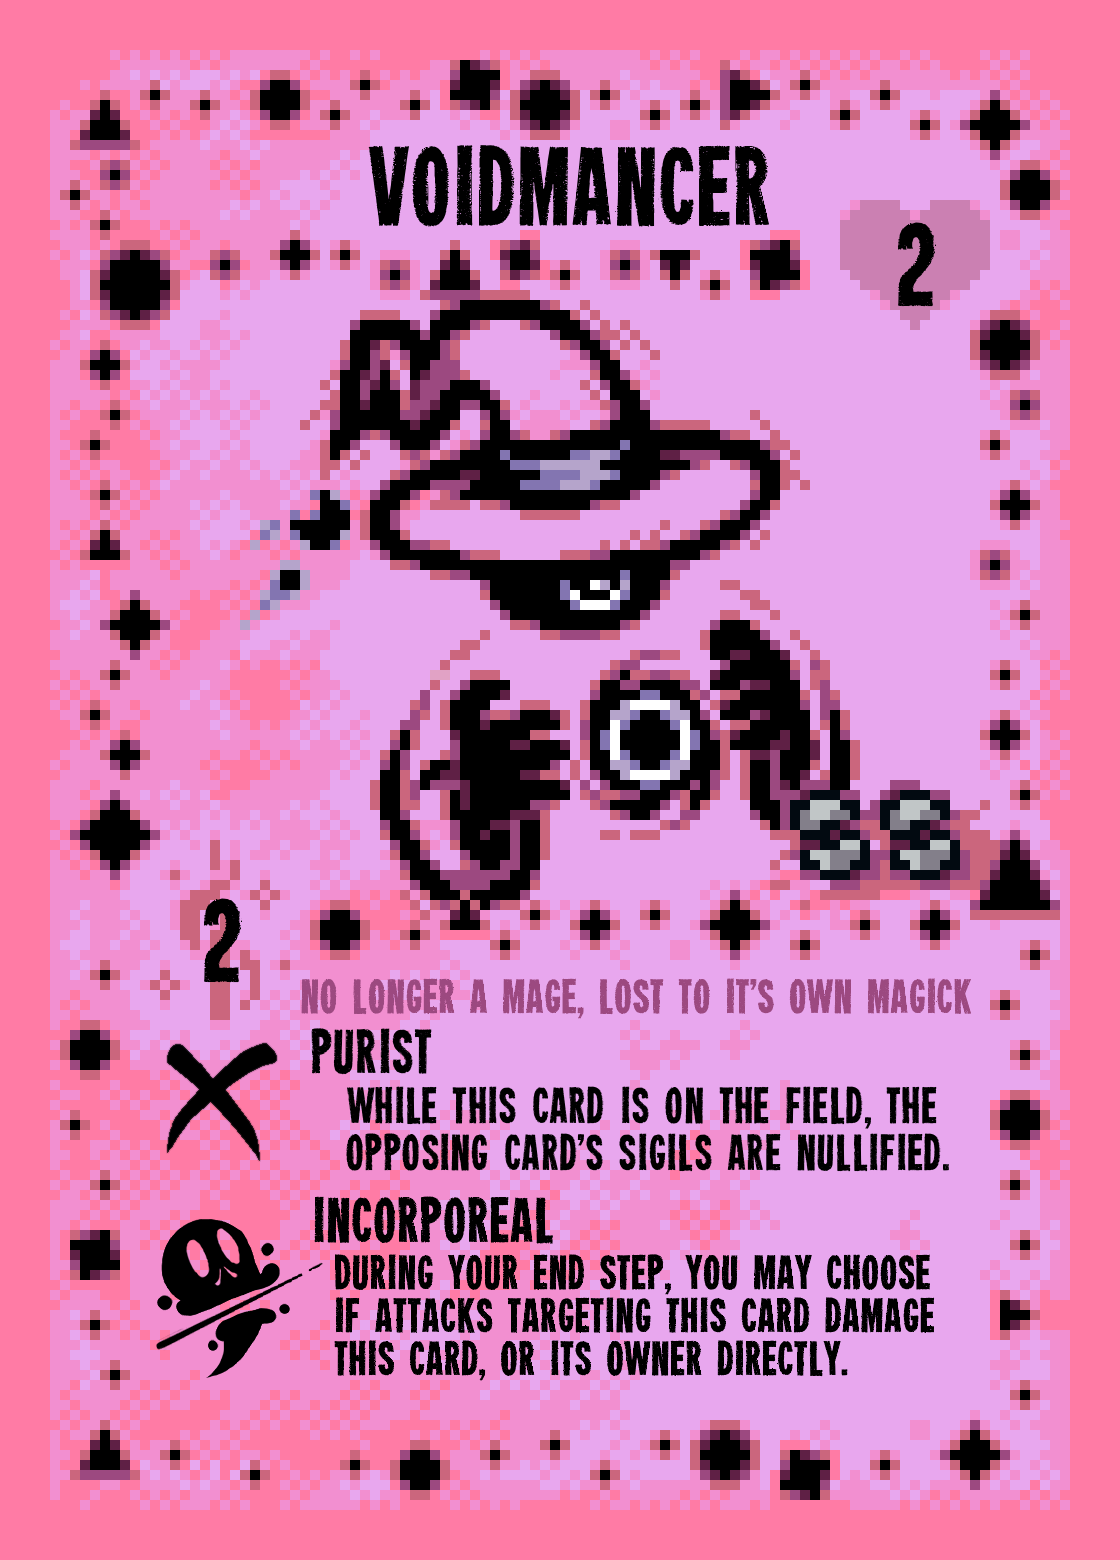 VOIDMANCER
2
2
NO LONGER A MAGE, LOST TO IT'S OWN MAGICK
PURIST
WHILE THIS CARD IS ON THE FIELD, THE
OPPOSING CARD'S SIGILS ARE NULLIFIED.
INCORPOREAL
DURING YOUR END STEP, YOU MAY CHOOSE
IF ATTACKS TARGETING THIS CARD DAMAGE
THIS CARD, OR ITS OWNER DIRECTLY.